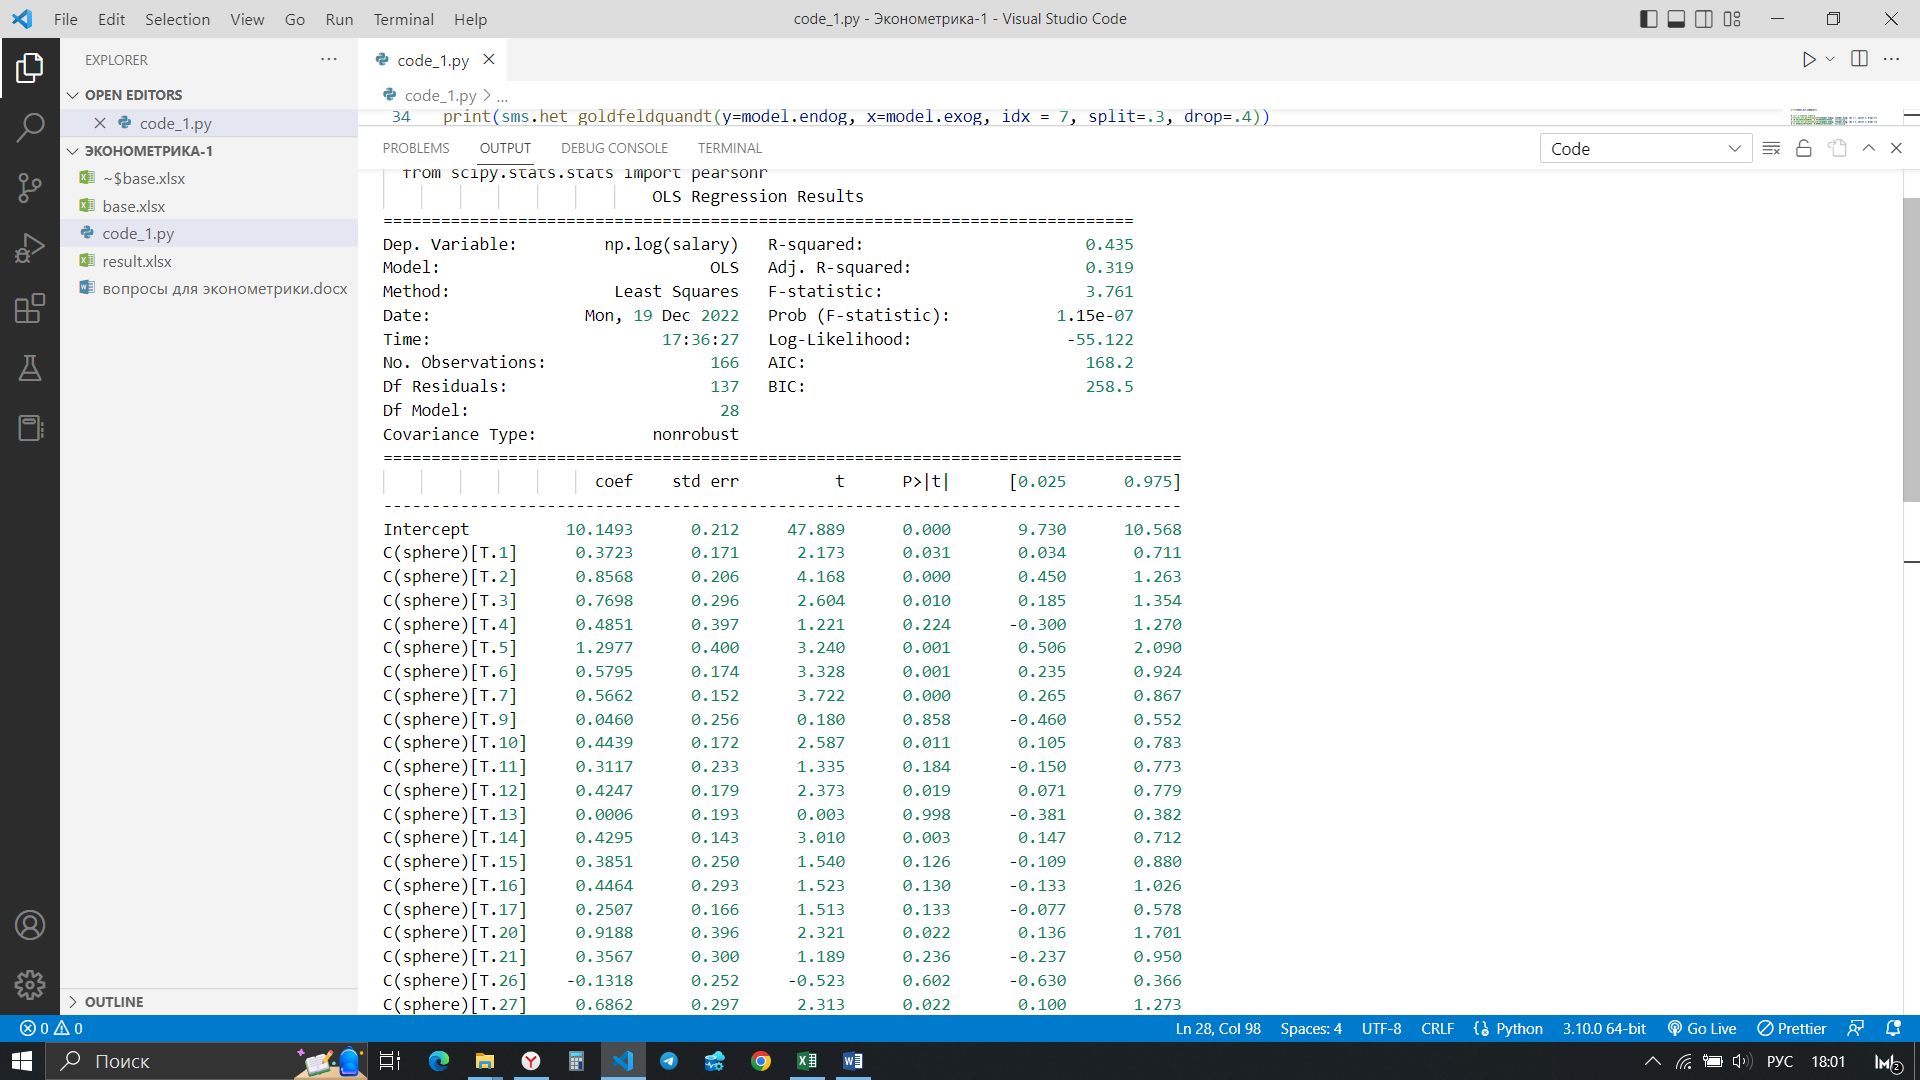 File Edit Selection View Go Run Terminal Help code_1.py - Эконометрика-1 - Visual Studio Code
EXPLORER
OPEN EDITORS
code_1.py
ЭКОНОМЕТРИКА-1
~$base.xlsx
base.xlsx
code_1.py
result.xlsx
вопросы для эконометрики.docx
OUTLINE
code_1.py
code_1.py > ...
34 print(sms.het_goldfeldquandt(y=model.endog, x=model.exog, idx = 7, split=.3, drop=.4))
PROBLEMS OUTPUT DEBUG CONSOLE TERMINAL Code
from scipy.stats.stats import pearsonr
OLS Regression Results
==============================================================================
Dep. Variable: np.log(salary) R-squared: 0.435
Model: OLS Adj. R-squared: 0.319
Method: Least Squares F-statistic: 3.761
Date: Mon, 19 Dec 2022 Prob (F-statistic): 1.15e-07
Time: 17:36:27 Log-Likelihood: -55.122
No. Observations: 166 AIC: 168.2
Df Residuals: 137 BIC: 258.5
Df Model: 28
Covariance Type: nonrobust
===================================================================================
coef std err t P>|t| [0.025 0.975]
-----------------------------------------------------------------------------------
Intercept 10.1493 0.212 47.889 0.000 9.730 10.568
C(sphere)[T.1] 0.3723 0.171 2.173 0.031 0.034 0.711
C(sphere)[T.2] 0.8568 0.206 4.168 0.000 0.450 1.263
C(sphere)[T.3] 0.7698 0.296 2.604 0.010 0.185 1.354
C(sphere)[T.4] 0.4851 0.397 1.221 0.224 -0.300 1.270
C(sphere)[T.5] 1.2977 0.400 3.240 0.001 0.506 2.090
C(sphere)[T.6] 0.5795 0.174 3.328 0.001 0.235 0.924
C(sphere)[T.7] 0.5662 0.152 3.722 0.000 0.265 0.867
C(sphere)[T.9] 0.0460 0.256 0.180 0.858 -0.460 0.552
C(sphere)[T.10] 0.4439 0.172 2.587 0.011 0.105 0.783
C(sphere)[T.11] 0.3117 0.233 1.335 0.184 -0.150 0.773
C(sphere)[T.12] 0.4247 0.179 2.373 0.019 0.071 0.779
C(sphere)[T.13] 0.0006 0.193 0.003 0.998 -0.381 0.382
C(sphere)[T.14] 0.4295 0.143 3.010 0.003 0.147 0.712
C(sphere)[T.15] 0.3851 0.250 1.540 0.126 -0.109 0.880
C(sphere)[T.16] 0.4464 0.293 1.523 0.130 -0.133 1.026
C(sphere)[T.17] 0.2507 0.166 1.513 0.133 -0.077 0.578
C(sphere)[T.20] 0.9188 0.396 2.321 0.022 0.136 1.701
C(sphere)[T.21] 0.3567 0.300 1.189 0.236 -0.237 0.950
C(sphere)[T.26] -0.1318 0.252 -0.523 0.602 -0.630 0.366
C(sphere)[T.27] 0.6862 0.297 2.313 0.022 0.100 1.273
0 0 Ln 28, Col 98 Spaces: 4 UTF-8 CRLF Python 3.10.0 64-bit Go Live Prettier
Поиск РУС 18:01